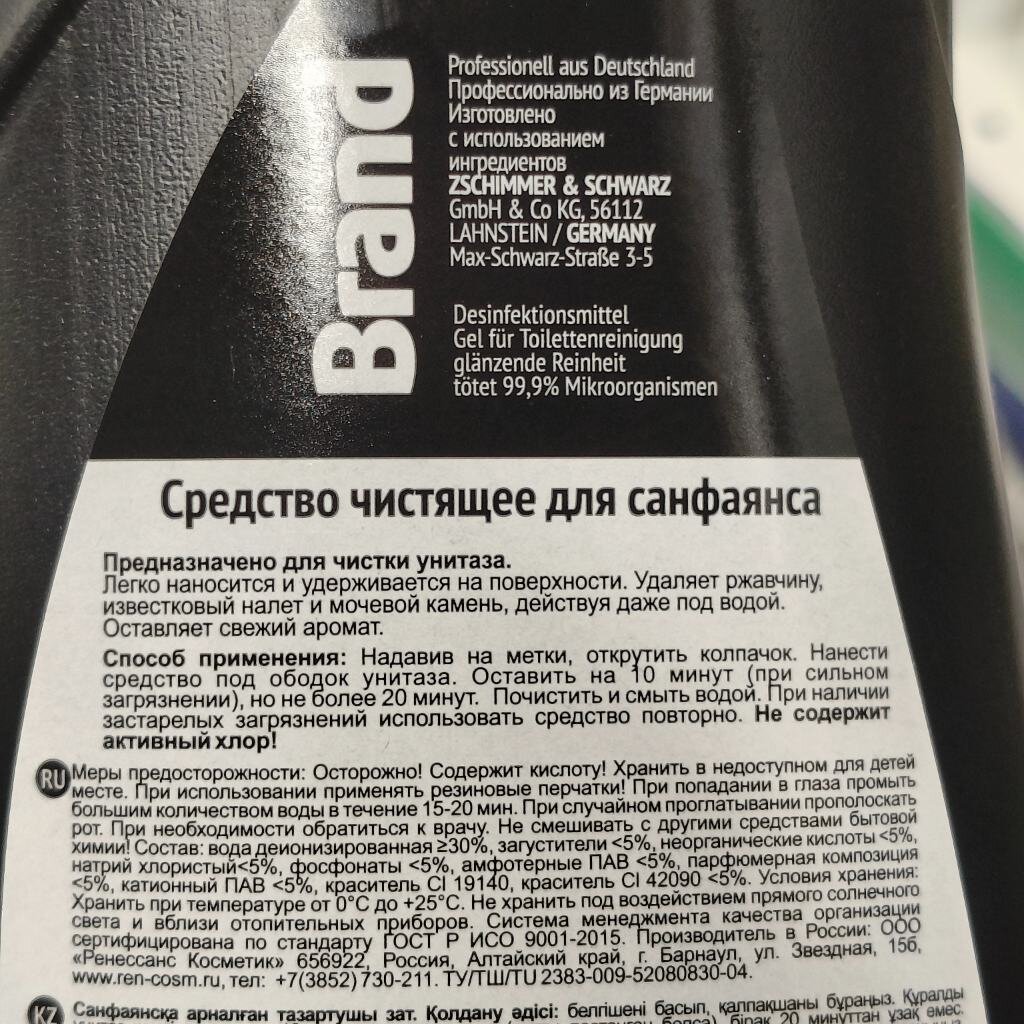 Brand
Professionell aus Deutschland
Профессионально из Германии
Изготовлено
с использованием
ингредиентов
ZSCHIMMER & SCHWARZ
GmbH & Co KG, 56112
LAHNSTEIN / GERMANY
Max-Schwarz-Straße 3-5
Desinfektionsmittel
Gel für Toilettenreinigung
glänzende Reinheit
tötet 99,9% Mikroorganismen
Средство чистящее для санфаянса
Предназначено для чистки унитаза.
Легко наносится и удерживается на поверхности. Удаляет ржавчину,
известковый налет и мочевой камень, действуя даже под водой.
Оставляет свежий аромат.
Способ применения: Надавив на метки, открутить колпачок. Нанести
средство под ободок унитаза. Оставить на 10 минут (при сильном
загрязнении), но не более 20 минут. Почистить и смыть водой. При наличии
застарелых загрязнений использовать средство повторно. Не содержит
активный хлор!
RU Меры предосторожности: Осторожно! Содержит кислоту! Хранить в недоступном для детей
месте. При использовании применять резиновые перчатки! При попадании в глаза промыть
большим количеством воды в течение 15-20 мин. При случайном проглатывании прополоскать
рот. При необходимости обратиться к врачу. Не смешивать с другими средствами бытовой
химии! Состав: вода деионизированная ≥30%, загустители <5%, неорганические кислоты <5%,
натрий хлористый<5%, фосфонаты <5%, амфотерные ПАВ <5%, парфюмерная композиция
<5%, катионный ПАВ <5%, краситель CI 19140, краситель CI 42090 <5%. Условия хранения:
Хранить при температуре от 0°С до +25°С. Не хранить под воздействием прямого солнечного
света и вблизи отопительных приборов. Система менеджмента качества организации
сертифицирована по стандарту ГОСТ Р ИСО 9001-2015. Производитель в России: ООО
«Ренессанс Косметик» 656922, Россия, Алтайский край, г. Барнаул, ул. Звездная, 15б,
www.ren-cosm.ru, тел: +7(3852) 730-211. ТУ/ТШ/TU 2383-009-52080830-04.
KZ Санфаянсқа арналған тазартушы зат. Қолдану әдісі: белгішені басып, қалпақшаны бұраңыз. Құралды
бірақ 20 минуттан ұзақ емес.